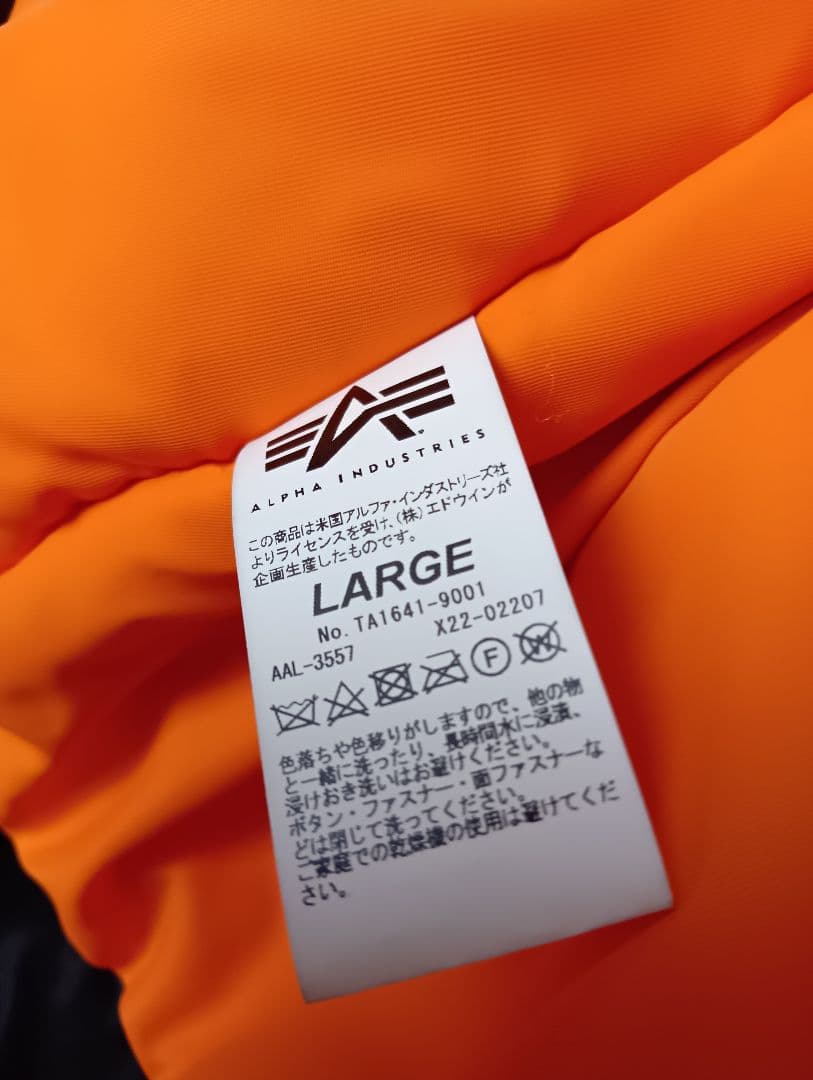 ALPHA INDUSTRIES
この商品は米国アルファ・インダストリーズ社
よりライセンスを受け、(株)エドウインが
企画生産したものです。
LARGE
No. TA1641-9001
AAL-3557 X22-02207
F W
色落ちや色移りがしますので、他の物
と一緒に洗ったり、長時間水に浸漬、
浸けおき洗いはお避けください。
ボタン・ファスナー・面ファスナーな
どは閉じて洗ってください。
ご家庭での乾燥機の使用は避けてくだ
さい。